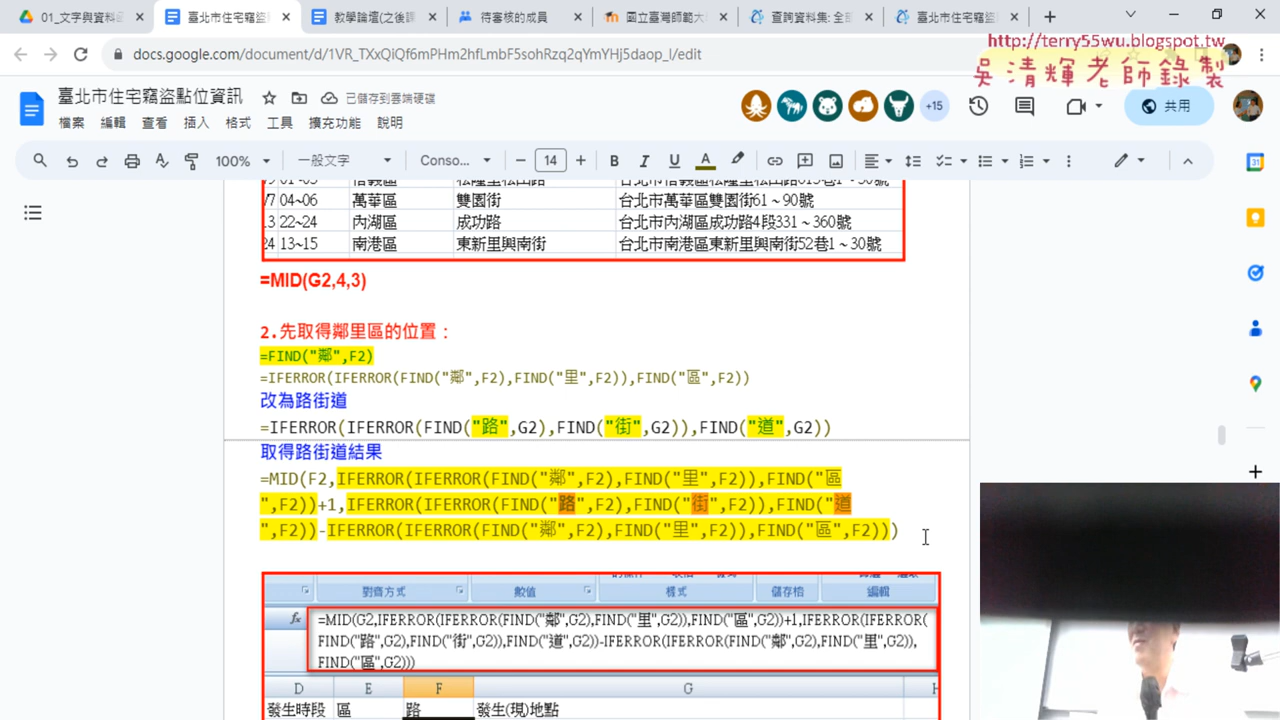 01_文字與資料函
臺北市住宅竊盜
教學論壇(之後課
待審核的成員
國立臺灣師範大
查詢資料集: 全部
臺北市住宅竊盜
docs.google.com/document/d/1VR_TXxQiQf6mPHm2hfLmbF5sohRzq2qYmYHj5daop_I/edit
http://terry55wu.blogspot.tw
吳清輝老師錄製
臺北市住宅竊盜點位資訊
已儲存到雲端硬碟
檔案 編輯 查看 插入 格式 工具 擴充功能 說明
+15
共用
100% 一般文字 Conso... 14 B I U A
7 04~06 萬華區 雙園街 台北市萬華區雙園街61～90號
13 22~24 內湖區 成功路 台北市內湖區成功路4段331～360號
24 13~15 南港區 東新里興南街 台北市南港區東新里興南街52巷1～30號
=MID(G2,4,3)
2.先取得鄰里區的位置：
=FIND("鄰",F2)
=IFERROR(IFERROR(FIND("鄰",F2),FIND("里",F2)),FIND("區",F2))
改為路街道
=IFERROR(IFERROR(FIND("路",G2),FIND("街",G2)),FIND("道",G2))
取得路街道結果
=MID(F2,IFERROR(IFERROR(FIND("鄰",F2),FIND("里",F2)),FIND("區
",F2))+1,IFERROR(IFERROR(FIND("路",F2),FIND("街",F2)),FIND("道
",F2))-IFERROR(IFERROR(FIND("鄰",F2),FIND("里",F2)),FIND("區",F2)))
對齊方式 數值 樣式 儲存格 編輯
fx =MID(G2,IFERROR(IFERROR(FIND("鄰",G2),FIND("里",G2)),FIND("區",G2))+1,IFERROR(IFERROR(
FIND("路",G2),FIND("街",G2)),FIND("道",G2))-IFERROR(IFERROR(FIND("鄰",G2),FIND("里",G2)),
FIND("區",G2)))
D E F G H
發生時段 區 路 發生(現)地點